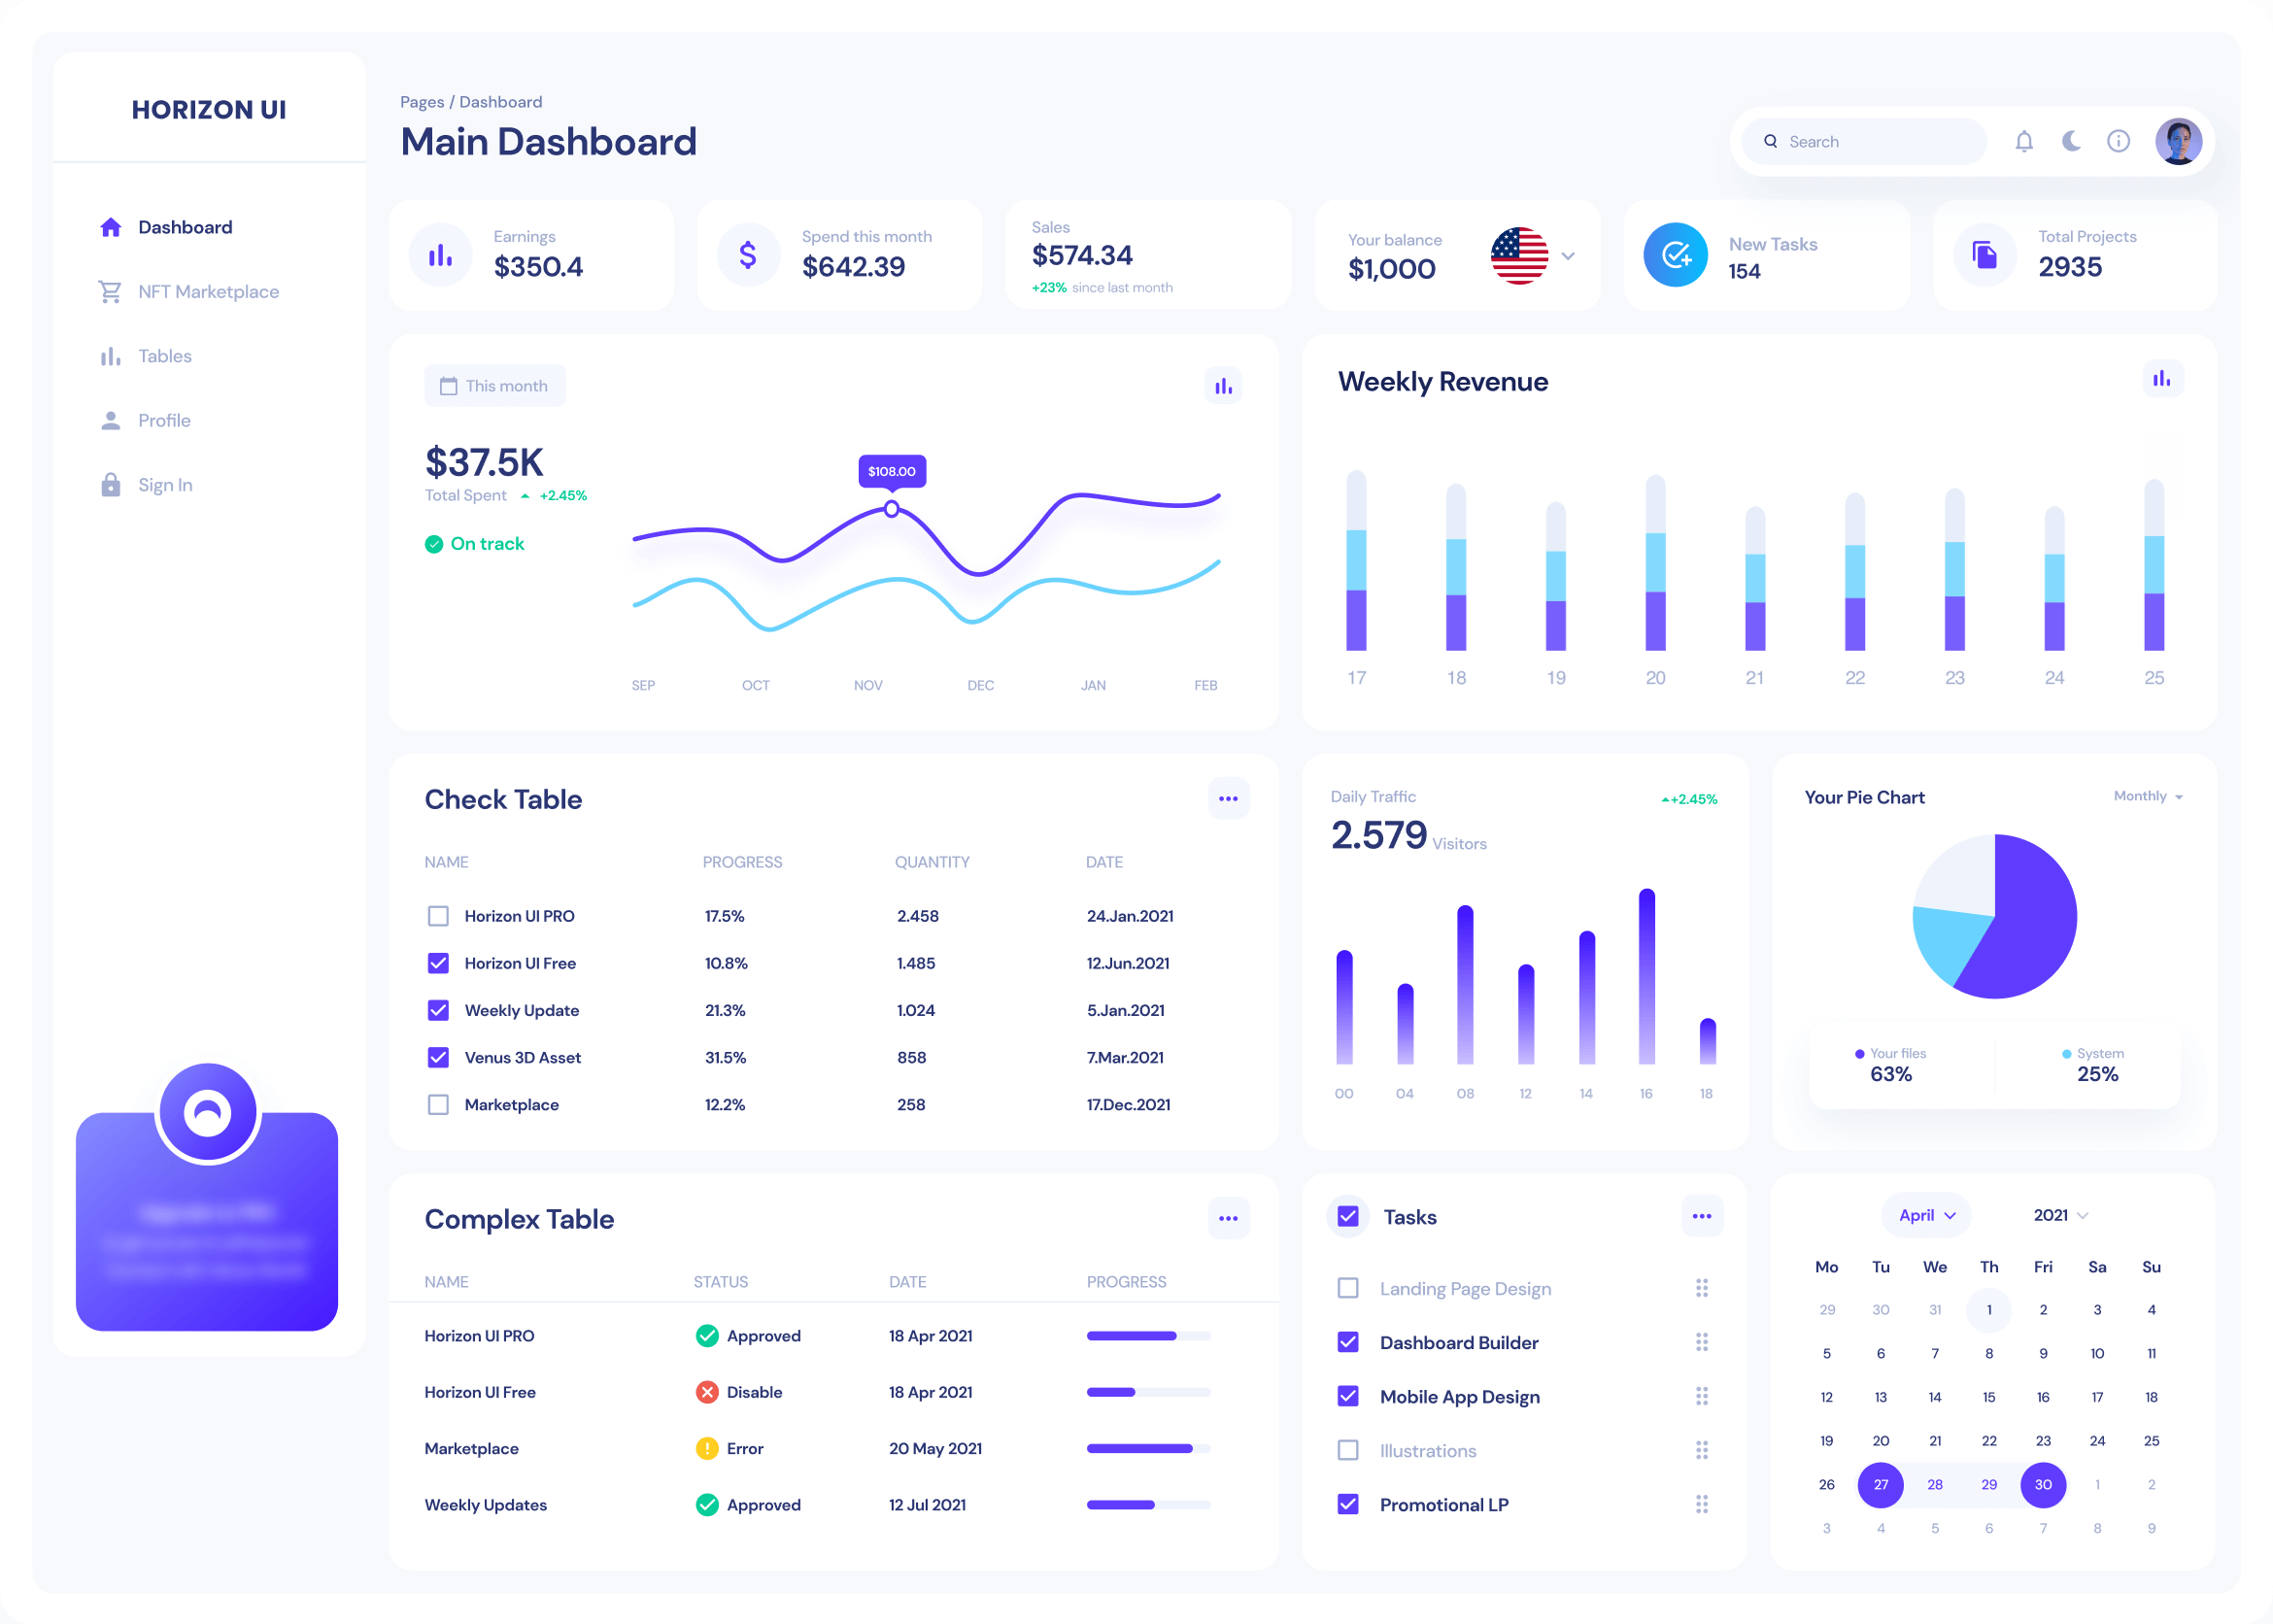 HORIZON UI
Dashboard
NFT Marketplace
Tables
Profile
Sign In
Pages / Dashboard
Main Dashboard
Search
Earnings
$350.4
Spend this month
$642.39
Sales
$574.34
+23% since last month
Your balance
$1,000
New Tasks
154
Total Projects
2935
This month
$37.5K
Total Spent +2.45%
On track
$108.00
SEP OCT NOV DEC JAN FEB
Weekly Revenue
17 18 19 20 21 22 23 24 25
Check Table
NAME PROGRESS QUANTITY DATE
Horizon UI PRO 17.5% 2.458 24.Jan.2021
Horizon UI Free 10.8% 1.485 12.Jun.2021
Weekly Update 21.3% 1.024 5.Jan.2021
Venus 3D Asset 31.5% 858 7.Mar.2021
Marketplace 12.2% 258 17.Dec.2021
Daily Traffic
+2.45%
2.579 Visitors
00 04 08 12 14 16 18
Your Pie Chart
Monthly
Your files
63%
System
25%
Complex Table
NAME STATUS DATE PROGRESS
Horizon UI PRO Approved 18 Apr 2021
Horizon UI Free Disable 18 Apr 2021
Marketplace Error 20 May 2021
Weekly Updates Approved 12 Jul 2021
Tasks
Landing Page Design
Dashboard Builder
Mobile App Design
Illustrations
Promotional LP
April 2021
Mo Tu We Th Fri Sa Su
29 30 31 1 2 3 4
5 6 7 8 9 10 11
12 13 14 15 16 17 18
19 20 21 22 23 24 25
26 27 28 29 30 1 2
3 4 5 6 7 8 9